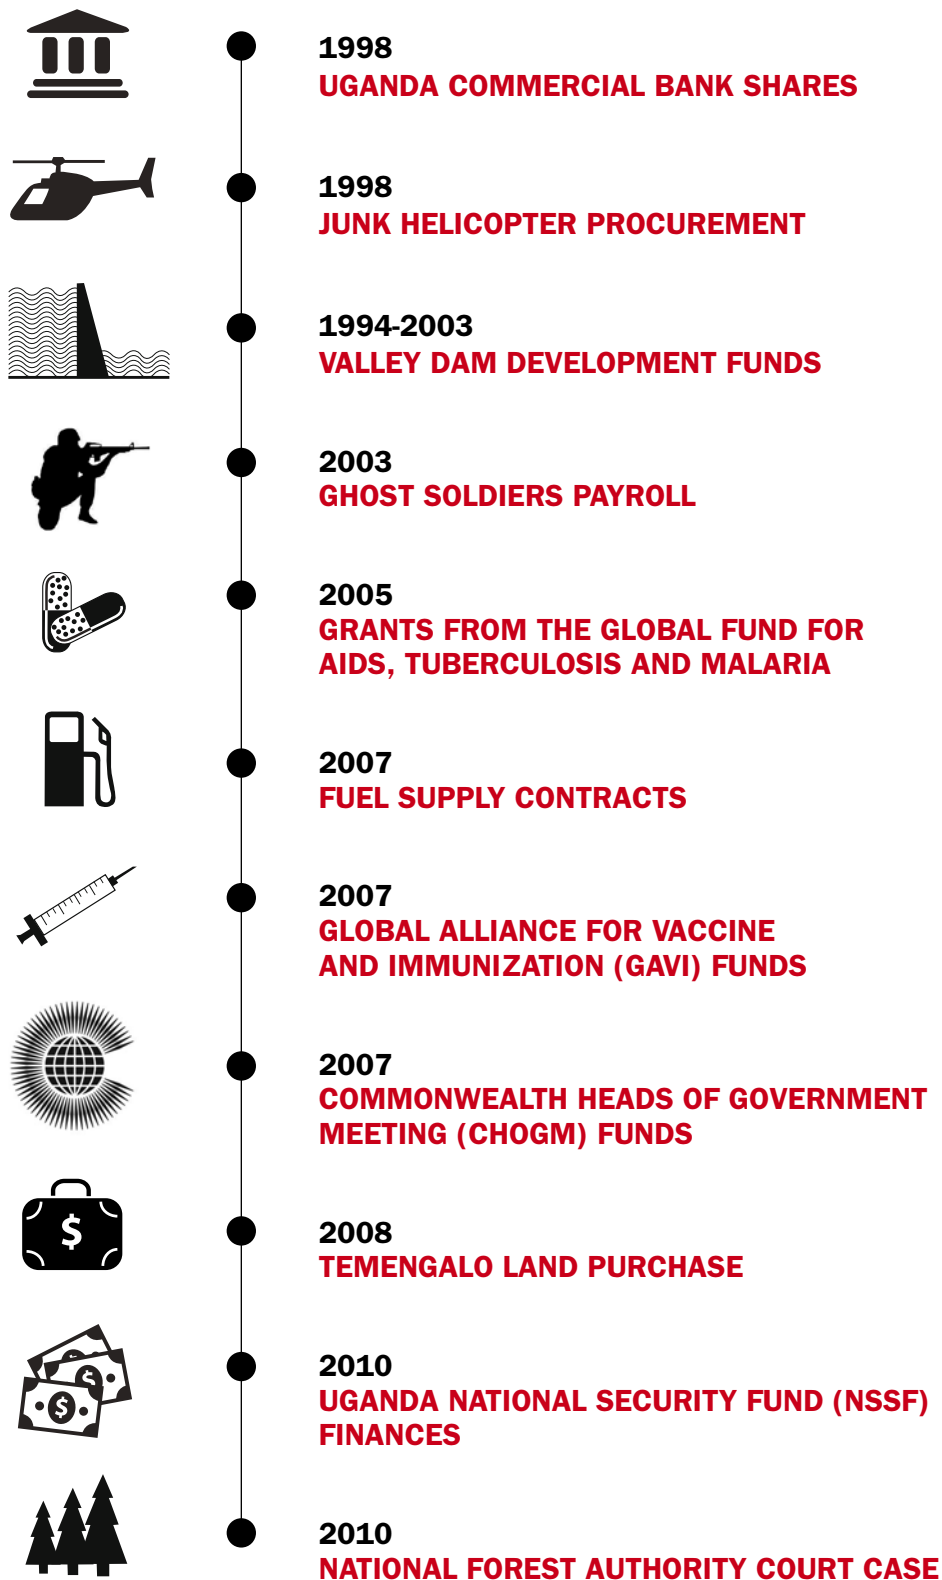 1998
UGANDA COMMERCIAL BANK SHARES
1998
JUNK HELICOPTER PROCUREMENT
1994-2003
VALLEY DAM DEVELOPMENT FUNDS
2003
GHOST SOLDIERS PAYROLL
2005
GRANTS FROM THE GLOBAL FUND FOR
AIDS, TUBERCULOSIS AND MALARIA
2007
FUEL SUPPLY CONTRACTS
2007
GLOBAL ALLIANCE FOR VACCINE
AND IMMUNIZATION (GAVI) FUNDS
2007
COMMONWEALTH HEADS OF GOVERNMENT
MEETING (CHOGM) FUNDS
$
2008
TEMENGALO LAND PURCHASE
$
$
$
2010
UGANDA NATIONAL SECURITY FUND (NSSF)
FINANCES
2010
NATIONAL FOREST AUTHORITY COURT CASE